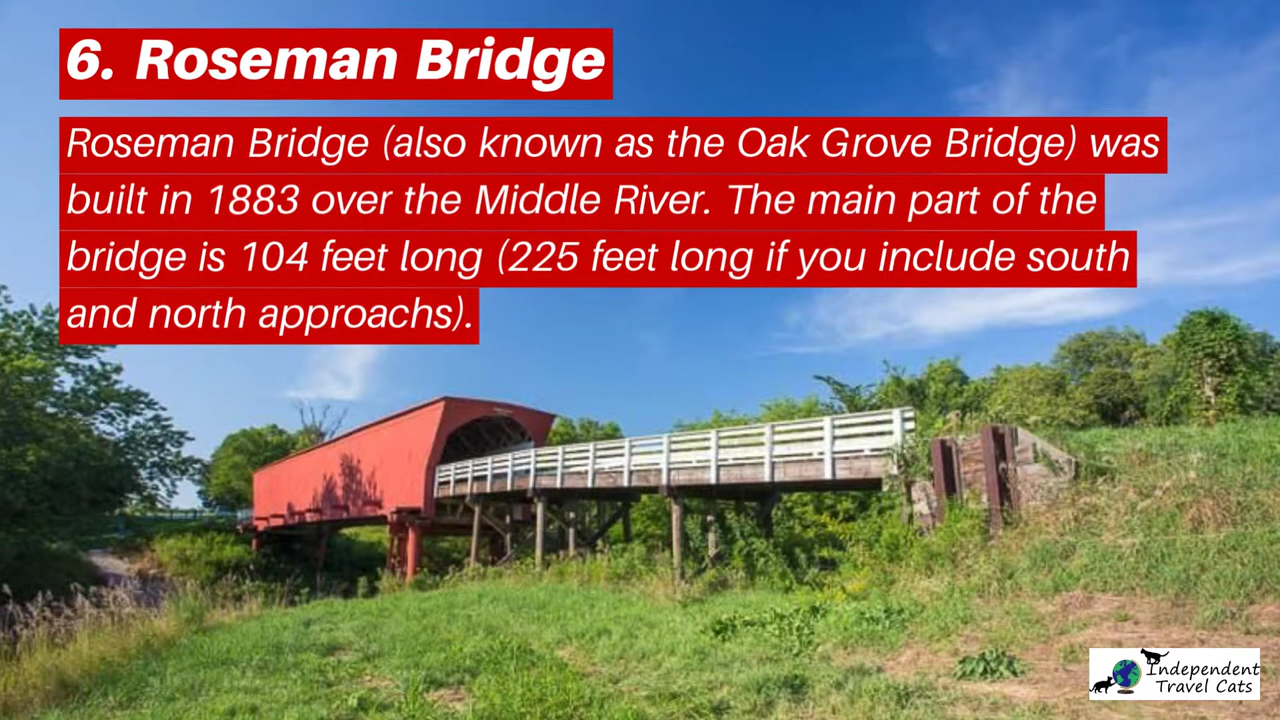 6. Roseman Bridge
Roseman Bridge (also known as the Oak Grove Bridge) was
built in 1883 over the Middle River. The main part of the
bridge is 104 feet long (225 feet long if you include south
and north approachs).
Independent
Travel Cats